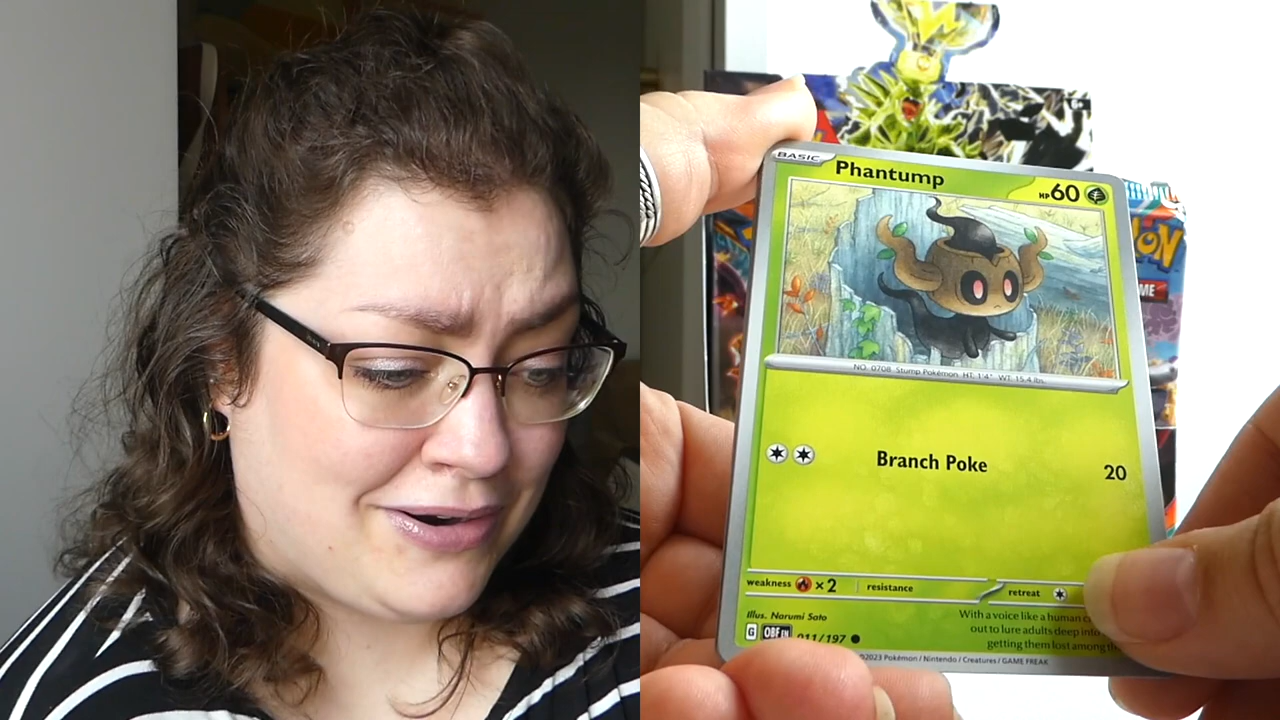 BASIC Phantump HP60
NO. 0708 Stump Pokémon HT: 1'4" WT: 15.4 lbs.
Branch Poke 20
weakness ×2 resistance retreat
Illus. Narumi Sato
G OBF EN 011/197
With a voice like a human
out to lure adults deep into
getting them lost among
©2023 Pokémon / Nintendo / Creatures / GAME FREAK
ME